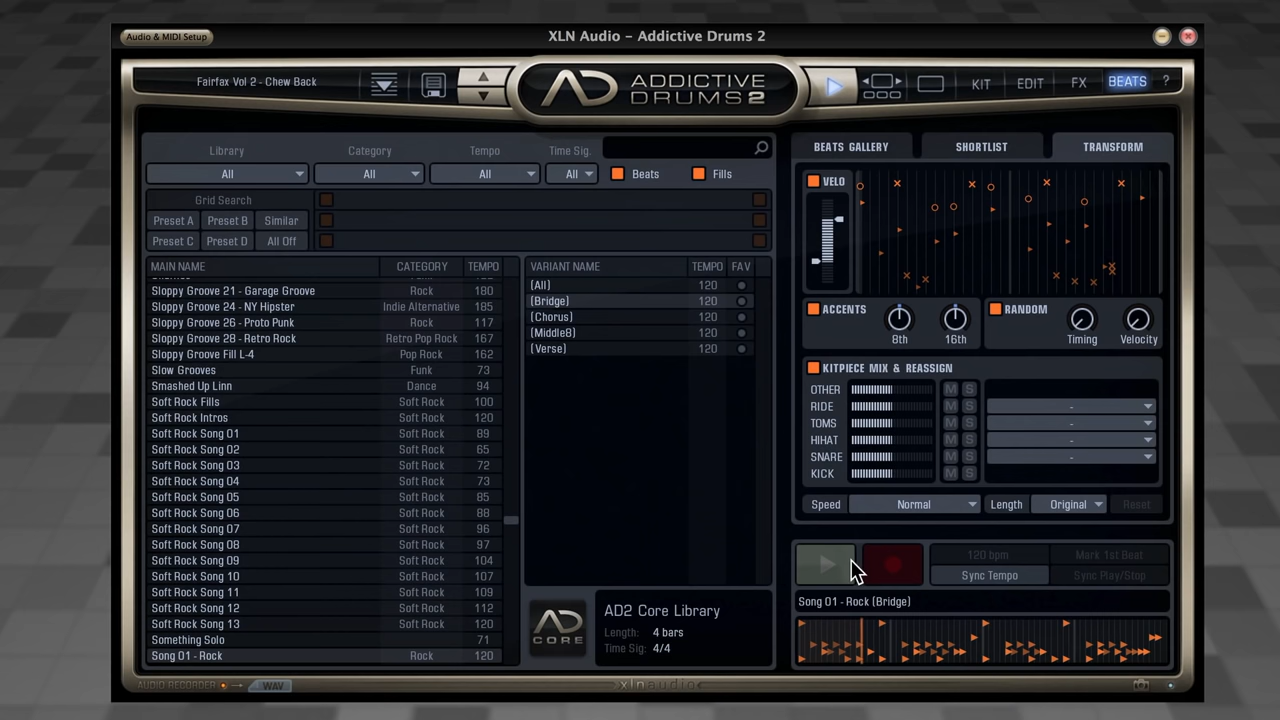 Audio & MIDI Setup
XLN Audio - Addictive Drums 2
Fairfax Vol 2 - Chew Back
AD ADDICTIVE DRUMS 2
KIT EDIT FX BEATS ?
Library Category Tempo Time Sig.
All All All All Beats Fills
Grid Search
Preset A Preset B Similar
Preset C Preset D All Off
MAIN NAME CATEGORY TEMPO
Sloppy Groove 21 - Garage Groove Rock 180
Sloppy Groove 24 - NY Hipster Indie Alternative 185
Sloppy Groove 26 - Proto Punk Rock 117
Sloppy Groove 28 - Retro Rock Retro Pop Rock 167
Sloppy Groove Fill L-4 Pop Rock 162
Slow Grooves Funk 73
Smashed Up Linn Dance 94
Soft Rock Fills Soft Rock 100
Soft Rock Intros Soft Rock 120
Soft Rock Song 01 Soft Rock 89
Soft Rock Song 02 Soft Rock 65
Soft Rock Song 03 Soft Rock 72
Soft Rock Song 04 Soft Rock 73
Soft Rock Song 05 Soft Rock 85
Soft Rock Song 06 Soft Rock 88
Soft Rock Song 07 Soft Rock 96
Soft Rock Song 08 Soft Rock 97
Soft Rock Song 09 Soft Rock 104
Soft Rock Song 10 Soft Rock 107
Soft Rock Song 11 Soft Rock 109
Soft Rock Song 12 Soft Rock 112
Soft Rock Song 13 Soft Rock 120
Something Solo 71
Song 01 - Rock Rock 120
VARIANT NAME TEMPO FAV
(All) 120
(Bridge) 120
(Chorus) 120
(Middle8) 120
(Verse) 120
AD CORE
AD2 Core Library
Length: 4 bars
Time Sig: 4/4
BEATS GALLERY SHORTLIST TRANSFORM
VELO
ACCENTS 8th 16th
RANDOM Timing Velocity
KITPIECE MIX & REASSIGN
OTHER M S
RIDE M S -
TOMS M S -
HIHAT M S -
SNARE M S -
KICK M S
Speed Normal Length Original Reset
120 bpm Mark 1st Beat
Sync Tempo Sync Play/Stop
Song 01 - Rock (Bridge)
AUDIO RECORDER WAV
xlnaudio